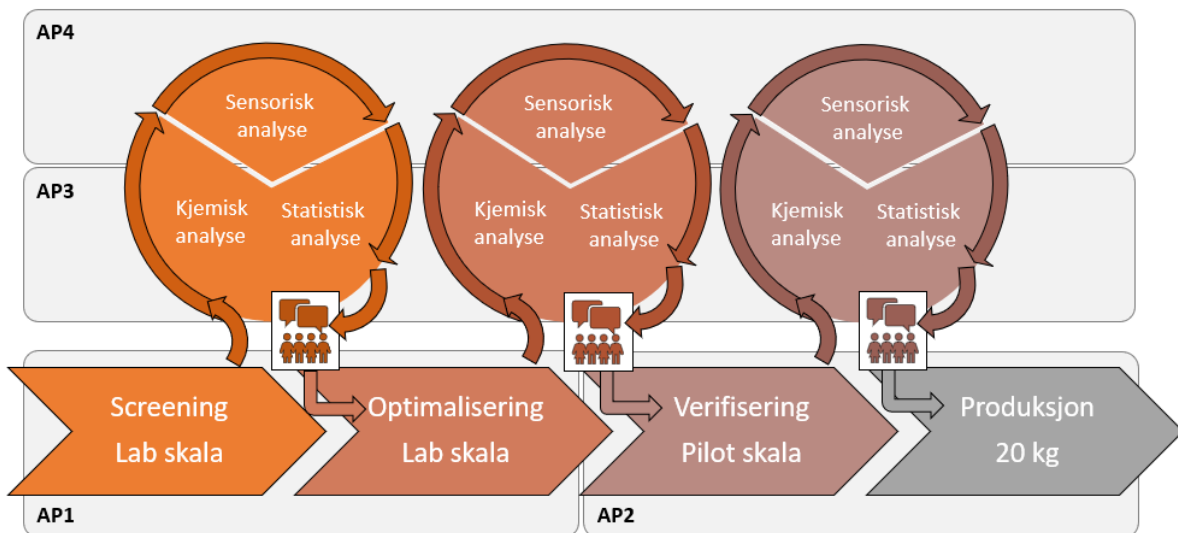 AP4
Sensorisk
analyse
Sensorisk
analyse
Sensorisk
analyse
AP3
Kjemisk
analyse
Statistisk
analyse
Kjemisk
analyse
Statistisk
analyse
Kjemisk
analyse
Statistisk
analyse
Screening
Lab skala
Optimalisering
Lab skala
Verifisering
Pilot skala
Produksjon
20 kg
AP1
AP2